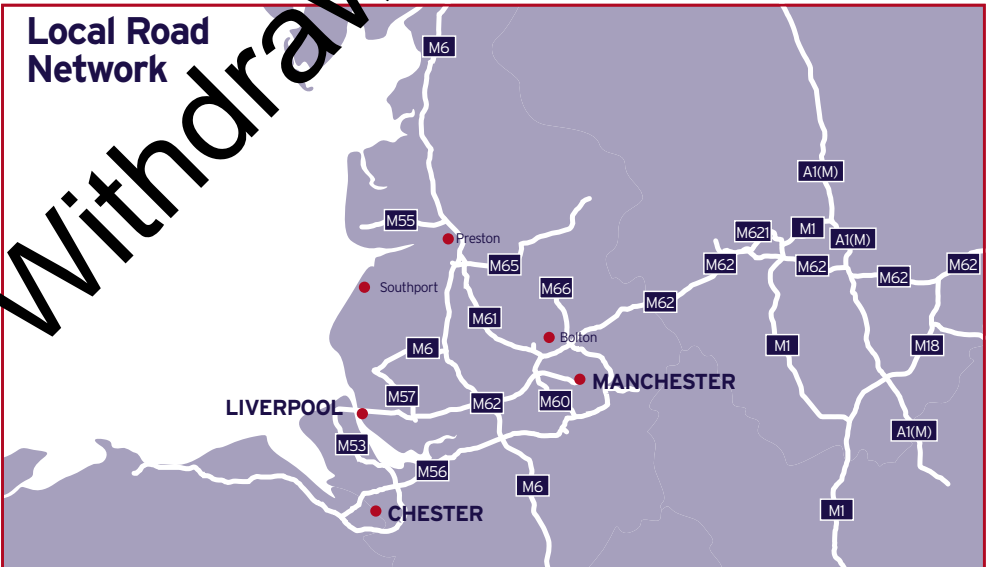 Local Road
Network
Withdraw
M6
A1(M)
M55
M621
M1
A1(M)
Preston
M65
M62
M62
M62
M62
Southport
M66
M62
M61
Bolton
M6
M1
M18
MANCHESTER
M57
M62
M60
LIVERPOOL
M53
A1(M)
M56
M6
CHESTER
M1